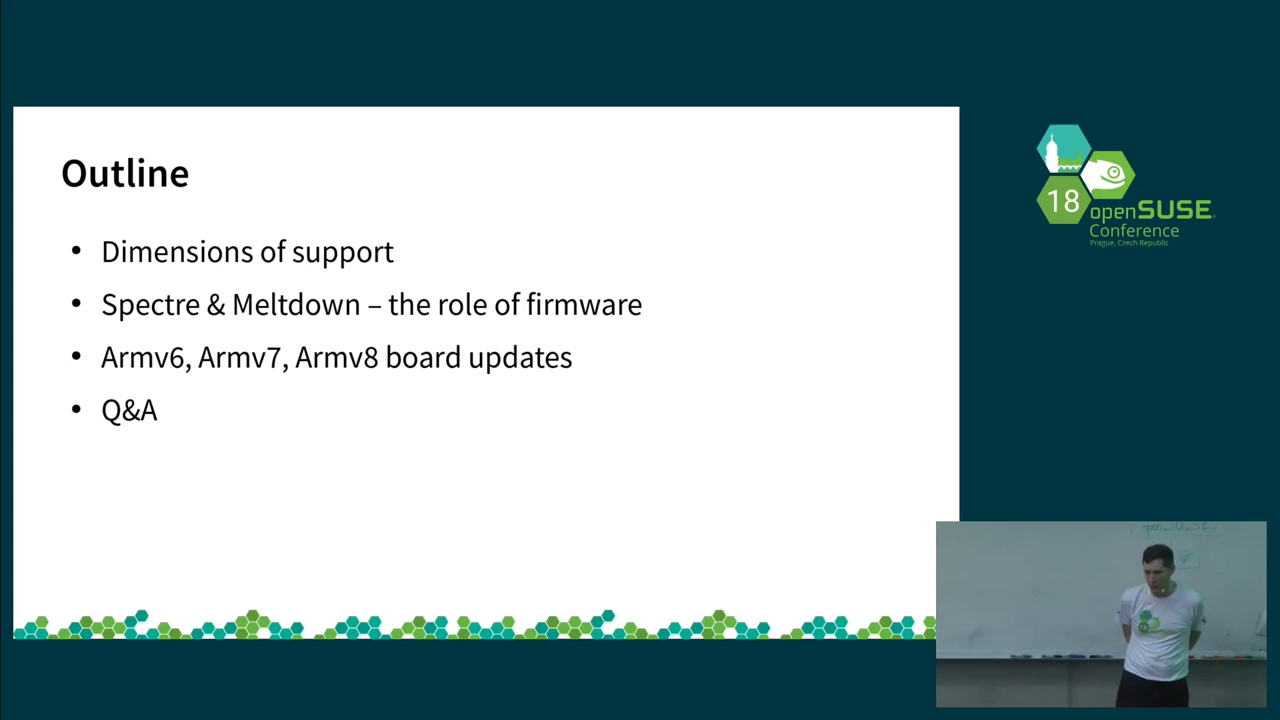 Outline
• Dimensions of support
• Spectre & Meltdown – the role of firmware
• Armv6, Armv7, Armv8 board updates
• Q&A
18
openSUSE
Conference
Prague, Czech Republic
openSUSE